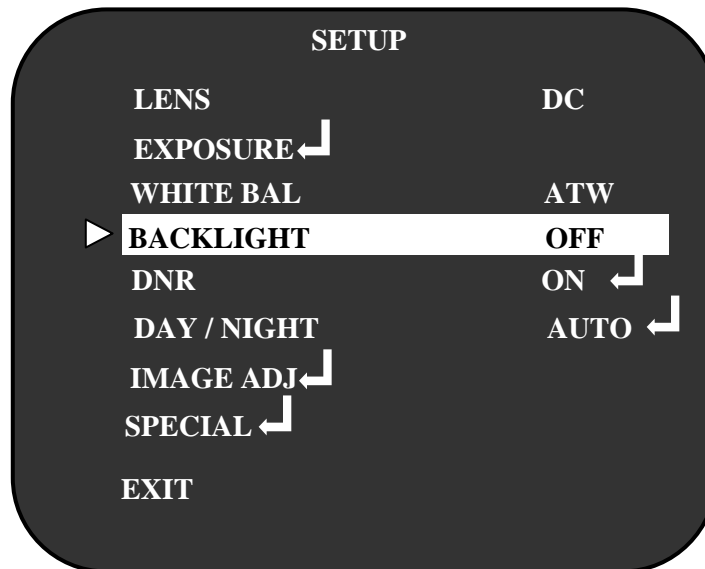 SETUP
LENS DC
EXPOSURE
WHITE BAL ATW
BACKLIGHT OFF
DNR ON
DAY / NIGHT AUTO
IMAGE ADJ
SPECIAL
EXIT